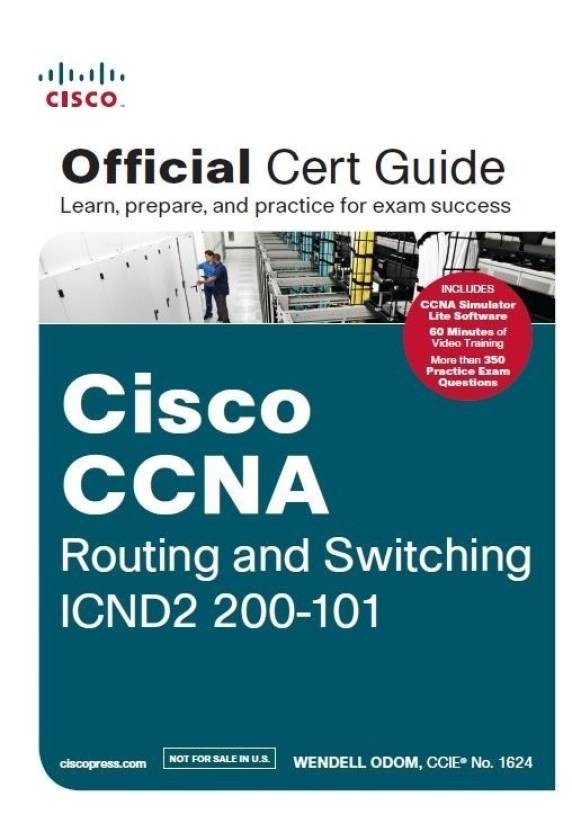 CISCO
Official Cert Guide
Learn, prepare, and practice for exam success
INCLUDES
CCNA Simulator
Lite Software
60 Minutes of
Video Training
More than 350
Practice Exam
Questions
Cisco
CCNA
Routing and Switching
ICND2 200-101
ciscopress.com
NOT FOR SALE IN U.S.
WENDELL ODOM, CCIE® No. 1624